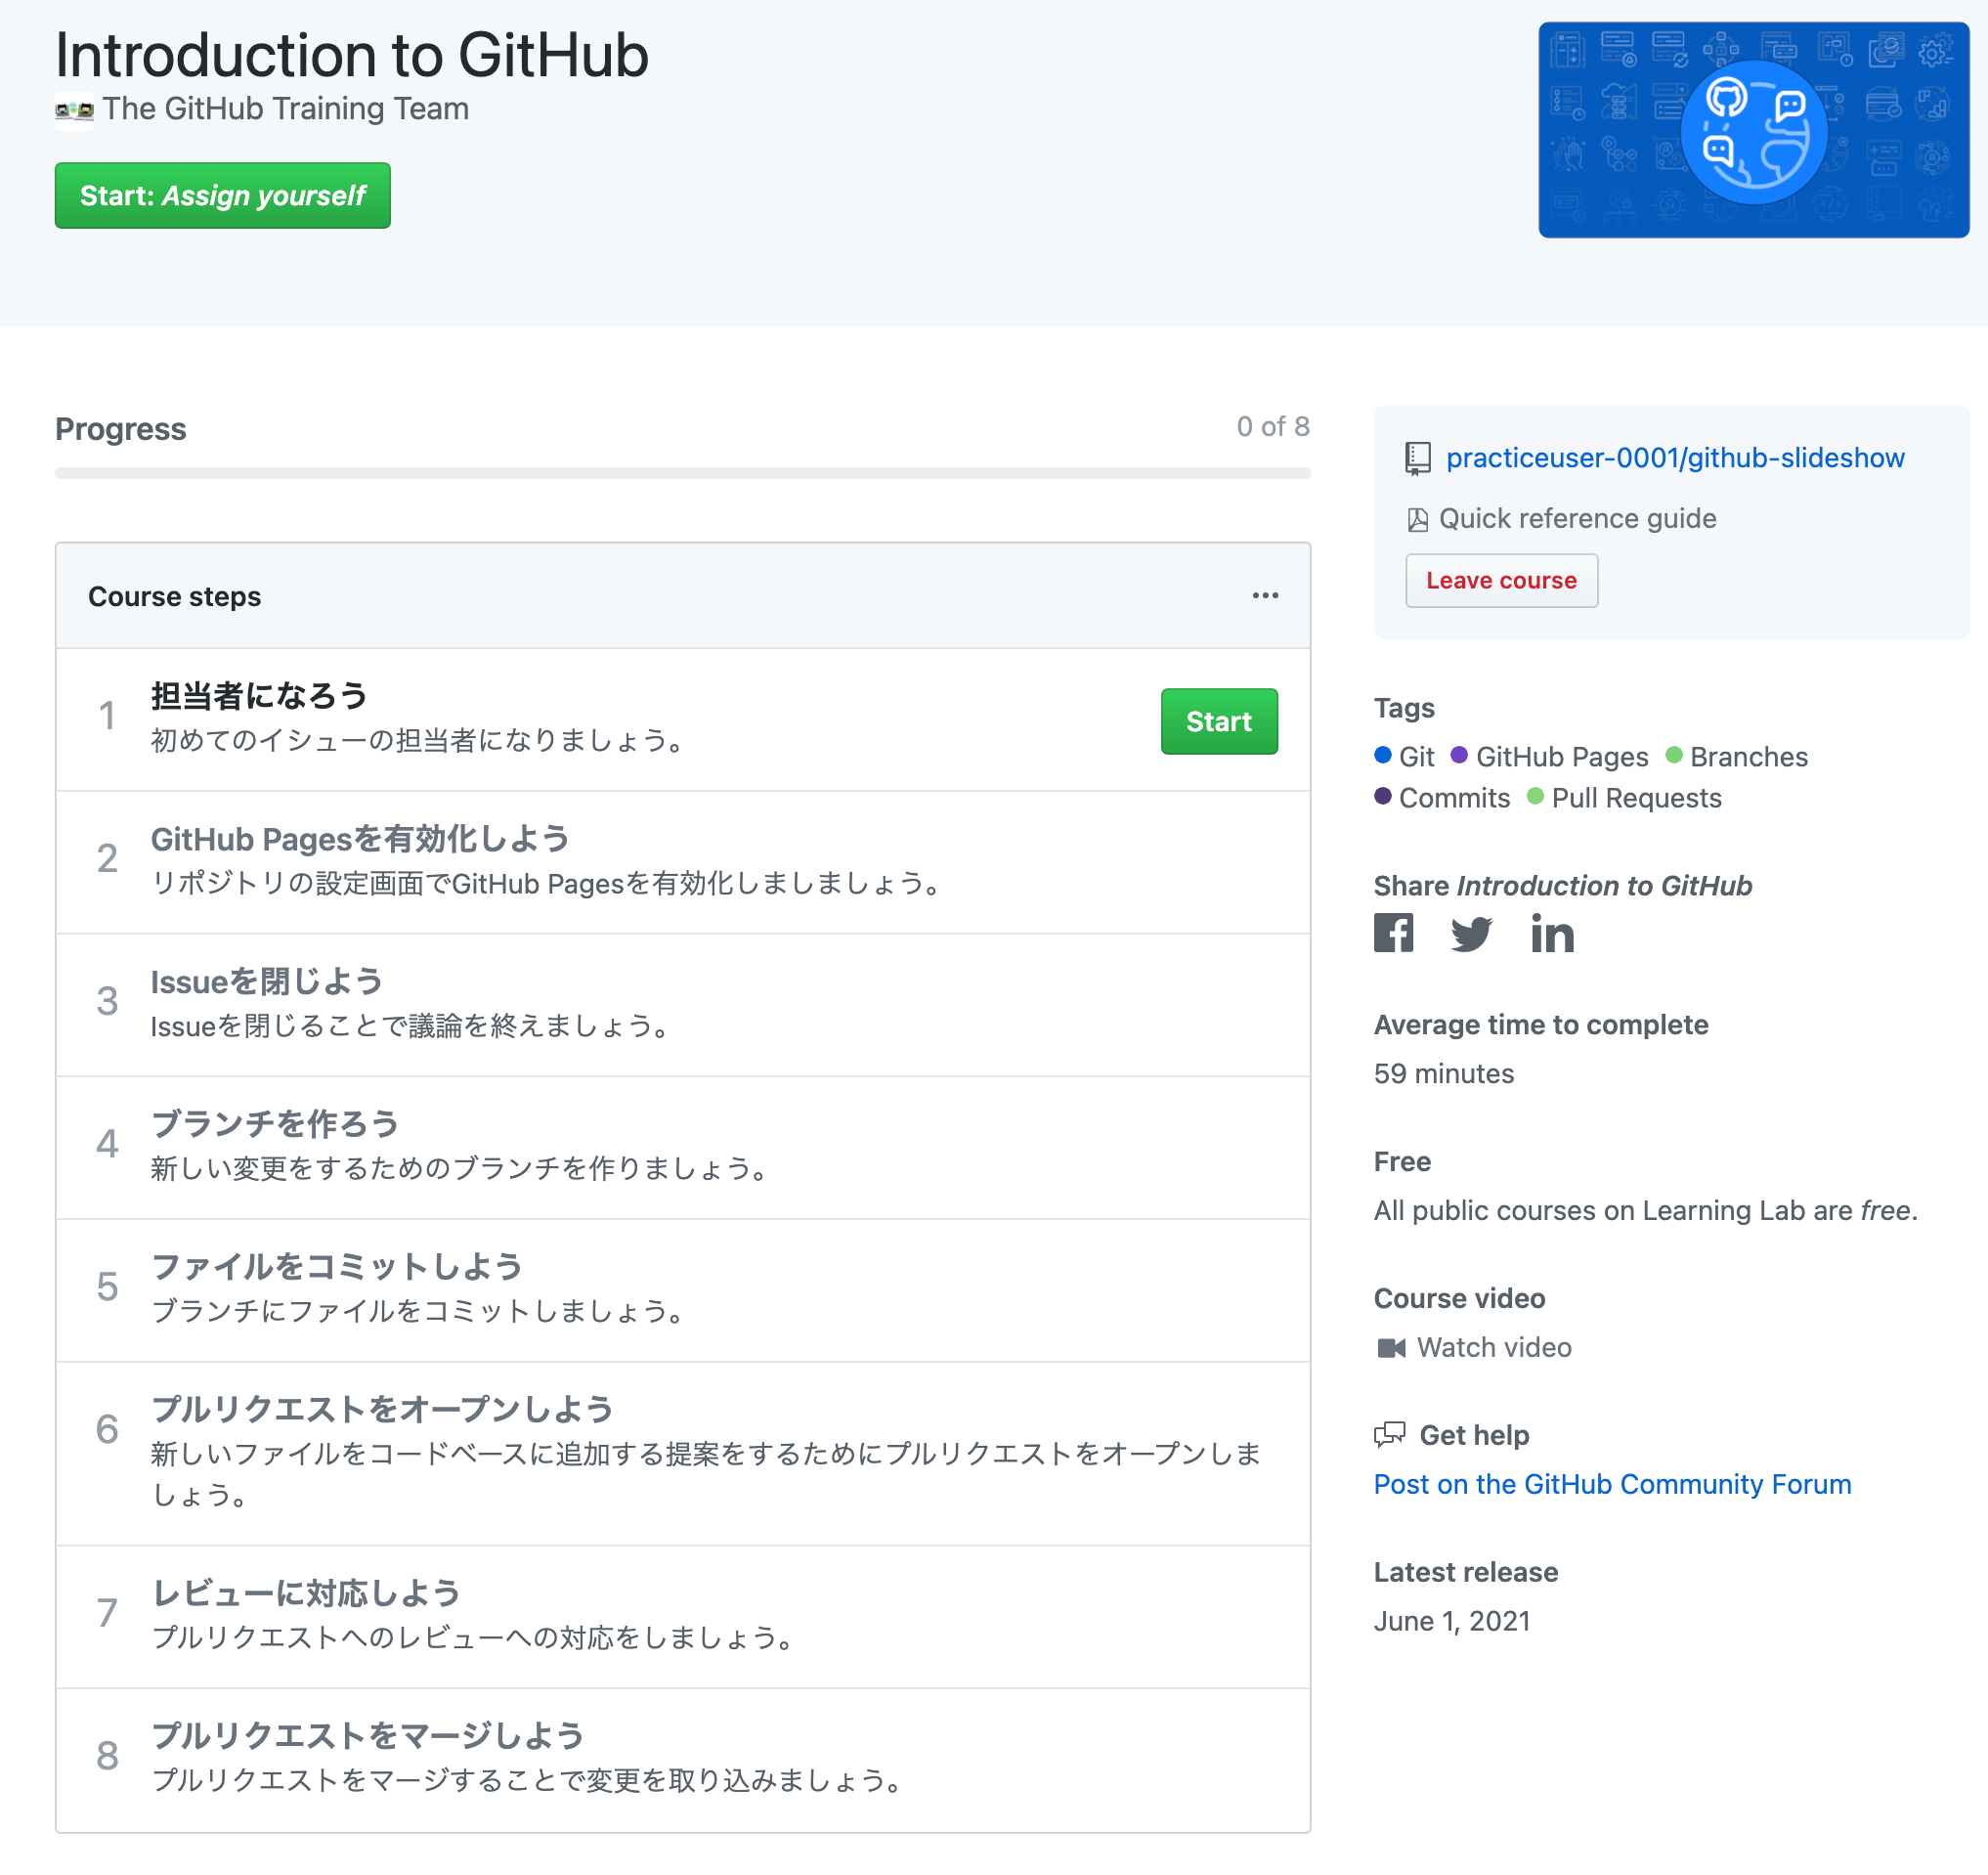 Introduction to GitHub
The GitHub Training Team
Start: Assign yourself
Progress
0 of 8
Course steps
1
担当者になろう
初めてのイシューの担当者になりましょう。
Start
2
GitHub Pagesを有効化しよう
リポジトリの設定画面でGitHub Pagesを有効化しましましょう。
3
Issueを閉じよう
Issueを閉じることで議論を終えましょう。
4
ブランチを作ろう
新しい変更をするためのブランチを作りましょう。
5
ファイルをコミットしよう
ブランチにファイルをコミットしましょう。
6
プルリクエストをオープンしよう
新しいファイルをコードベースに追加する提案をするためにプルリクエストをオープンしま
しょう。
7
レビューに対応しよう
プルリクエストへのレビューへの対応をしましょう。
8
プルリクエストをマージしよう
プルリクエストをマージすることで変更を取り込みましょう。
practiceuser-0001/github-slideshow
Quick reference guide
Leave course
Tags
Git GitHub Pages Branches
Commits Pull Requests
Share Introduction to GitHub
Average time to complete
59 minutes
Free
All public courses on Learning Lab are free.
Course video
Watch video
Get help
Post on the GitHub Community Forum
Latest release
June 1, 2021